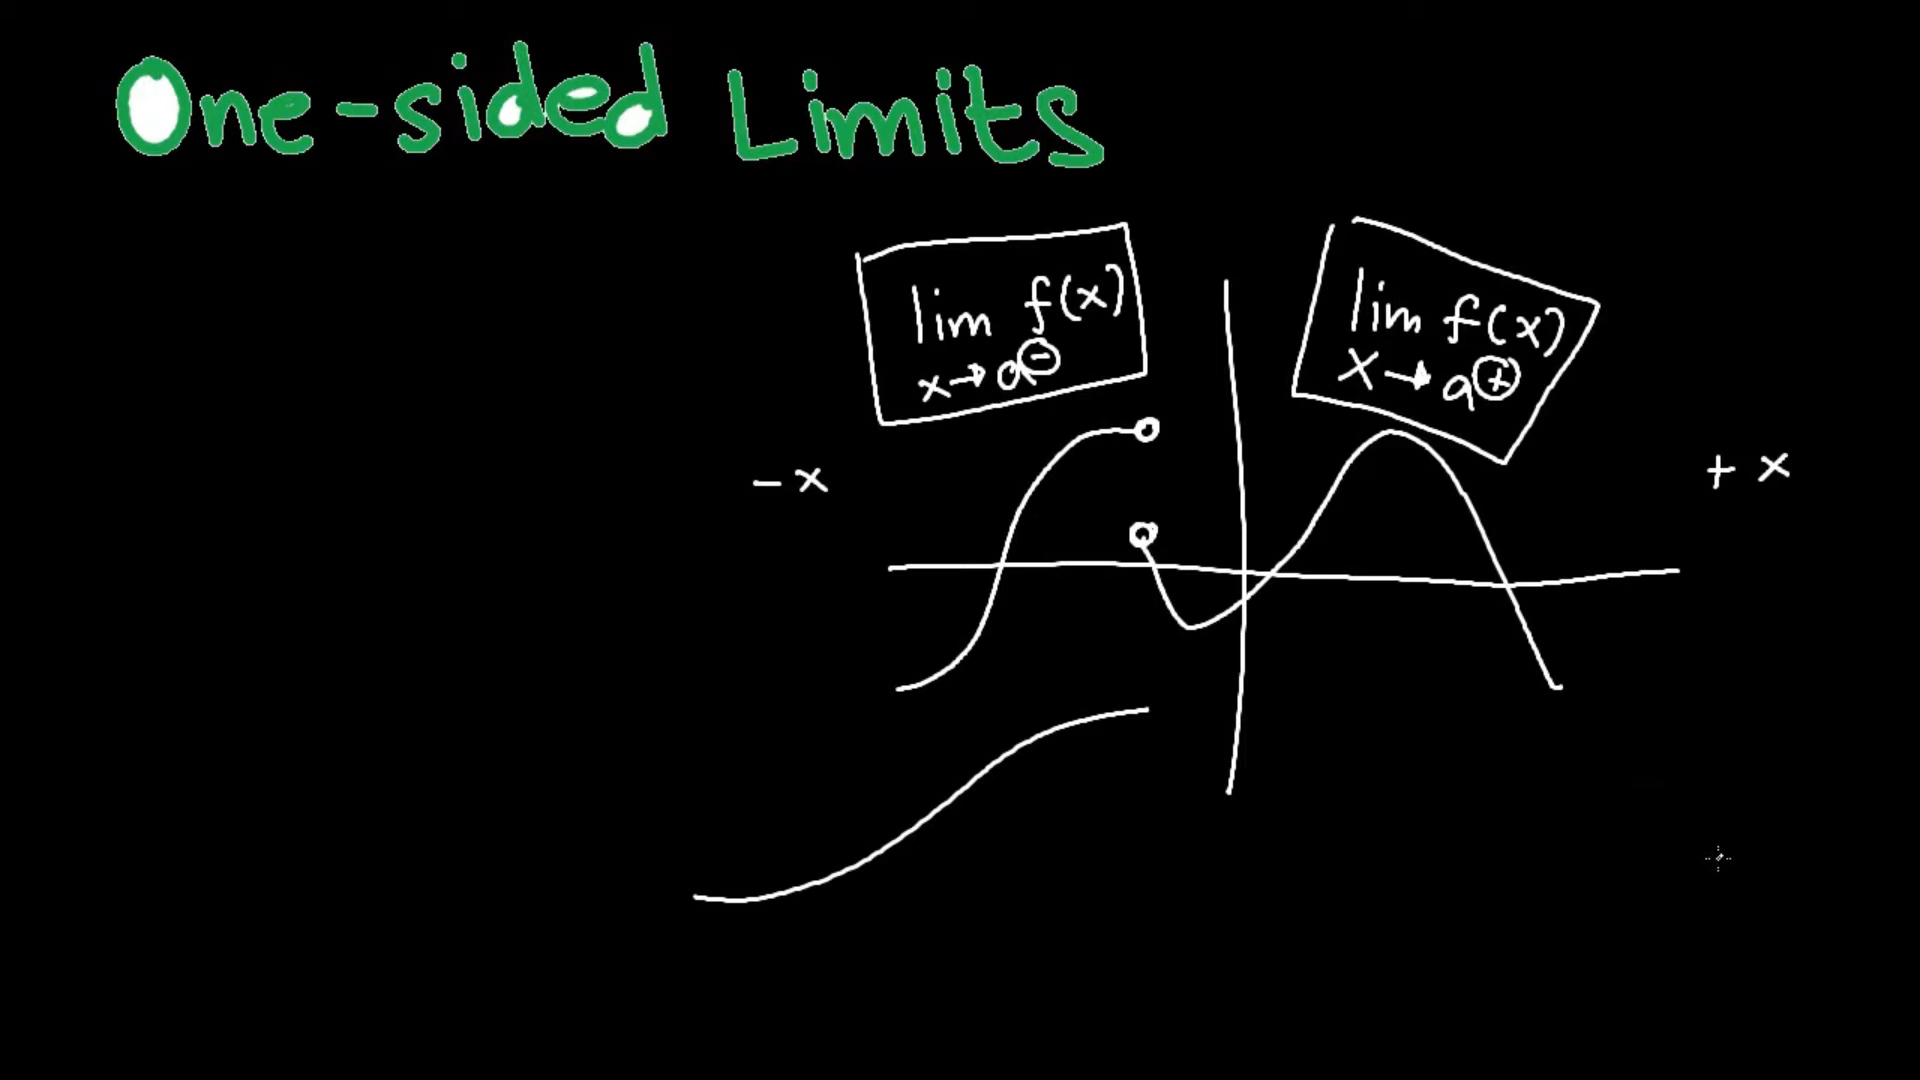 One-sided Limits
lim f(x)
x→a⁻
lim f(x)
x→a⁺
-x
+x